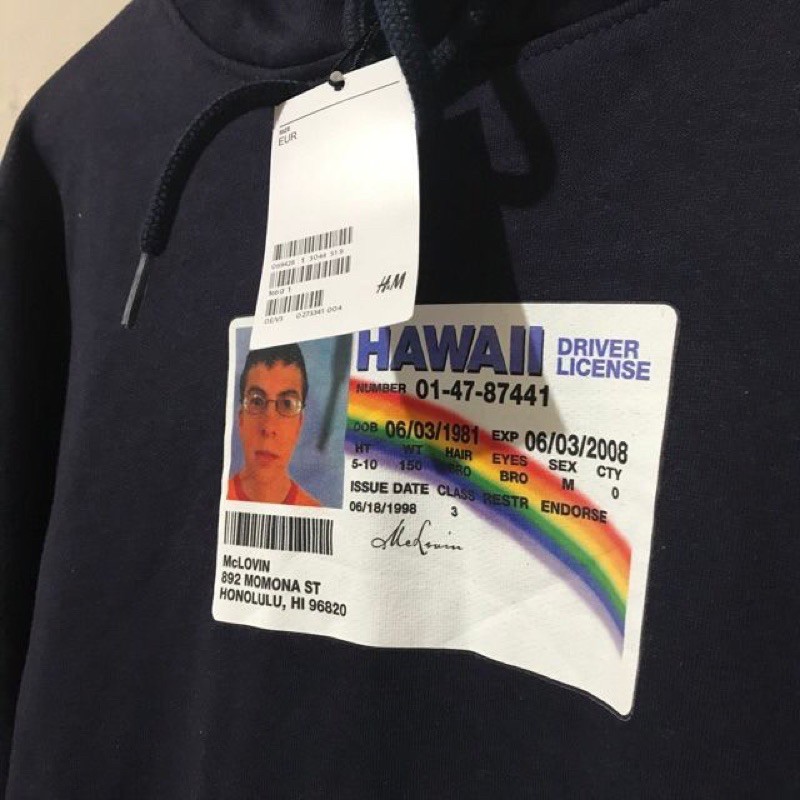 SIZE
EUR
H&M
HAWAII
DRIVER
LICENSE
NUMBER 01-47-87441
DOB 06/03/1981 EXP 06/03/2008
HT WT HAIR EYES SEX CTY
5-10 150 BRO BRO M 0
ISSUE DATE CLASS RESTR ENDORSE
06/18/1998 3
McLovin
McLOVIN
892 MOMONA ST
HONOLULU, HI 96820